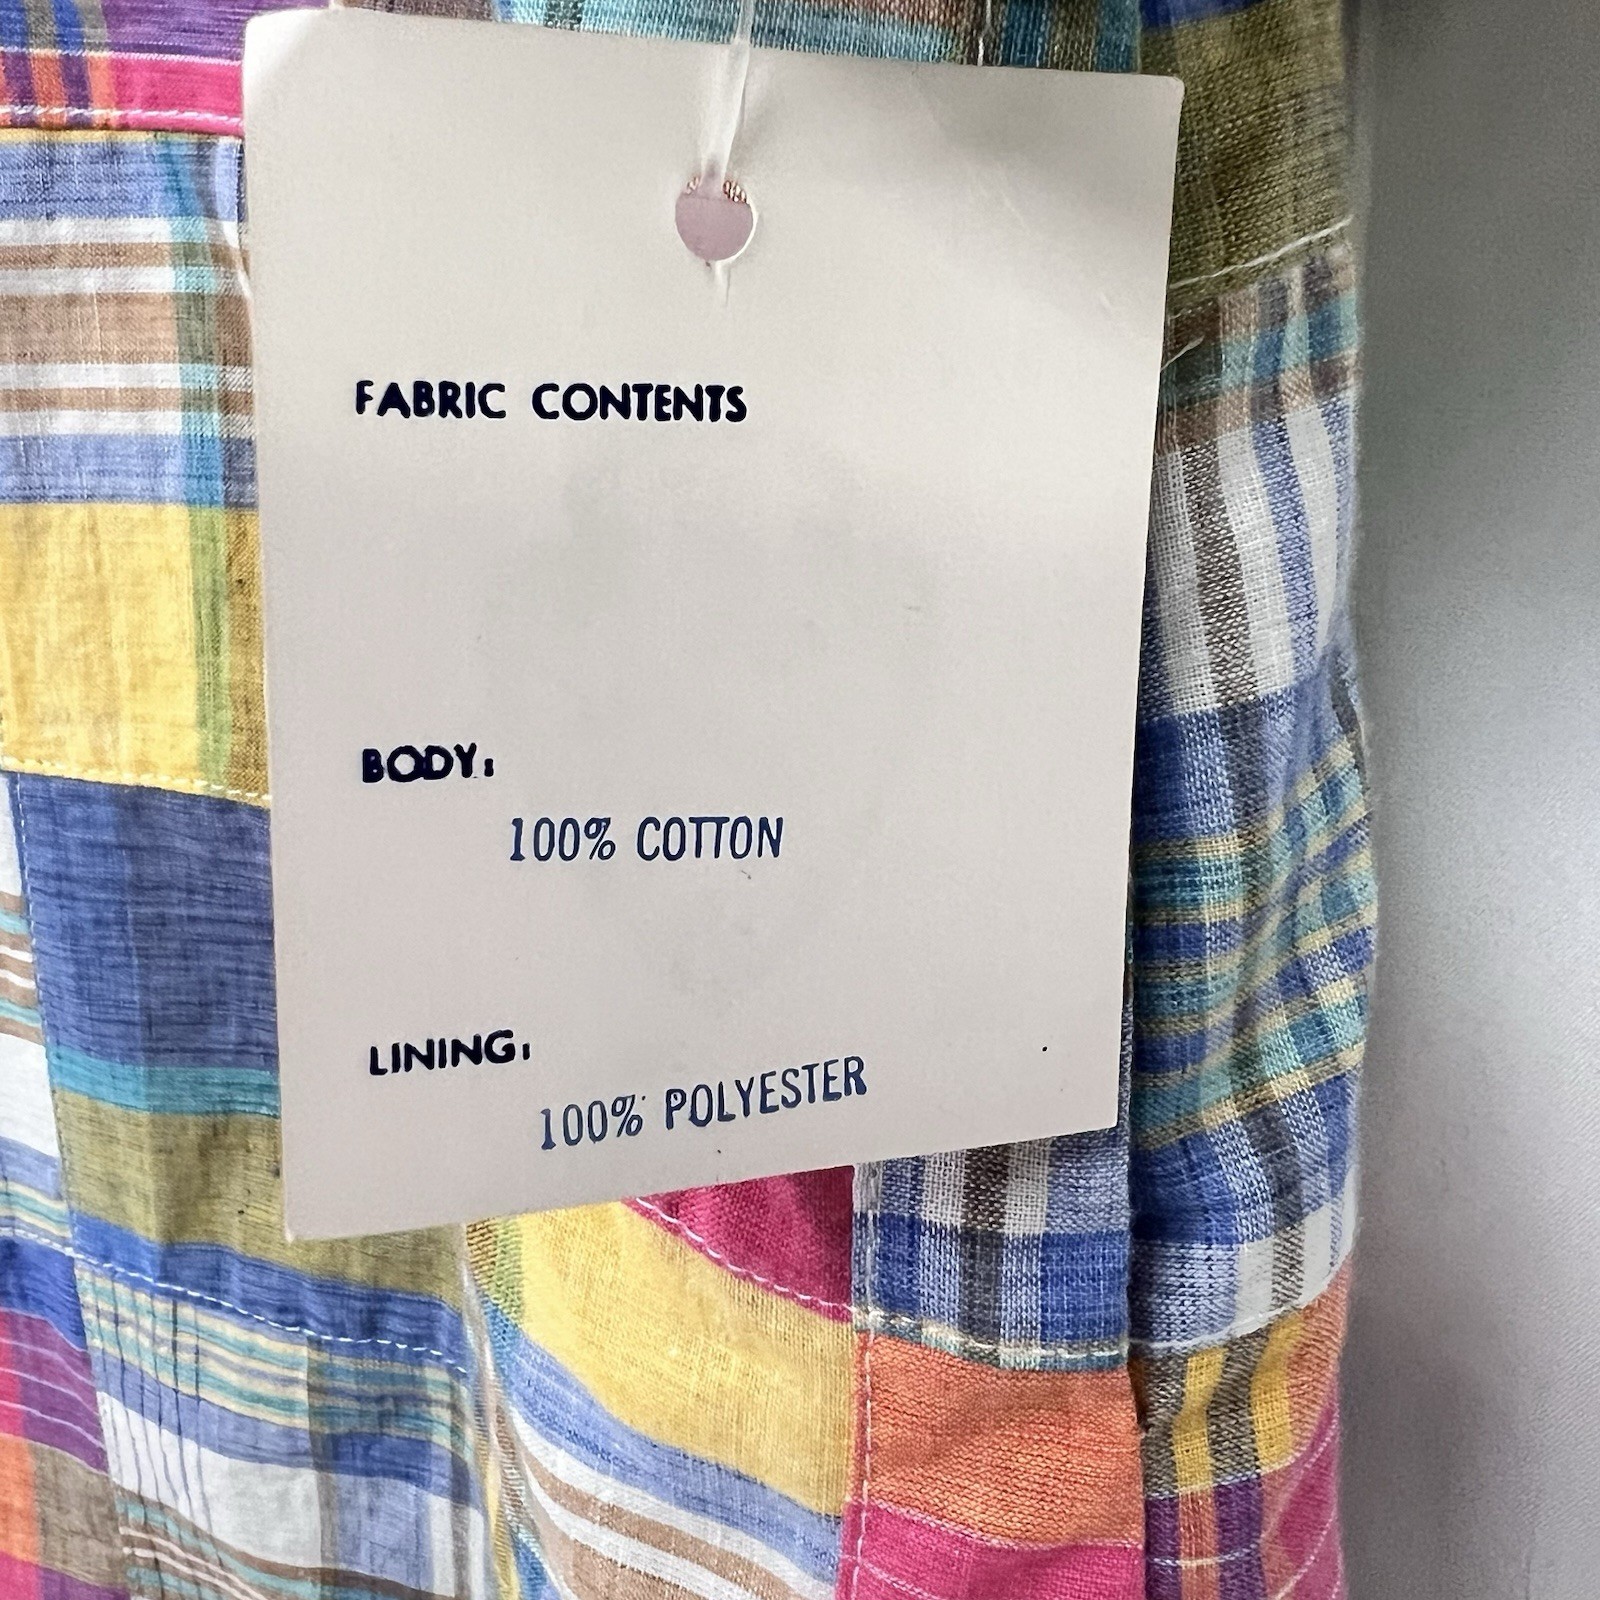 FABRIC CONTENTS
BODY:
100% COTTON
LINING:
100% POLYESTER